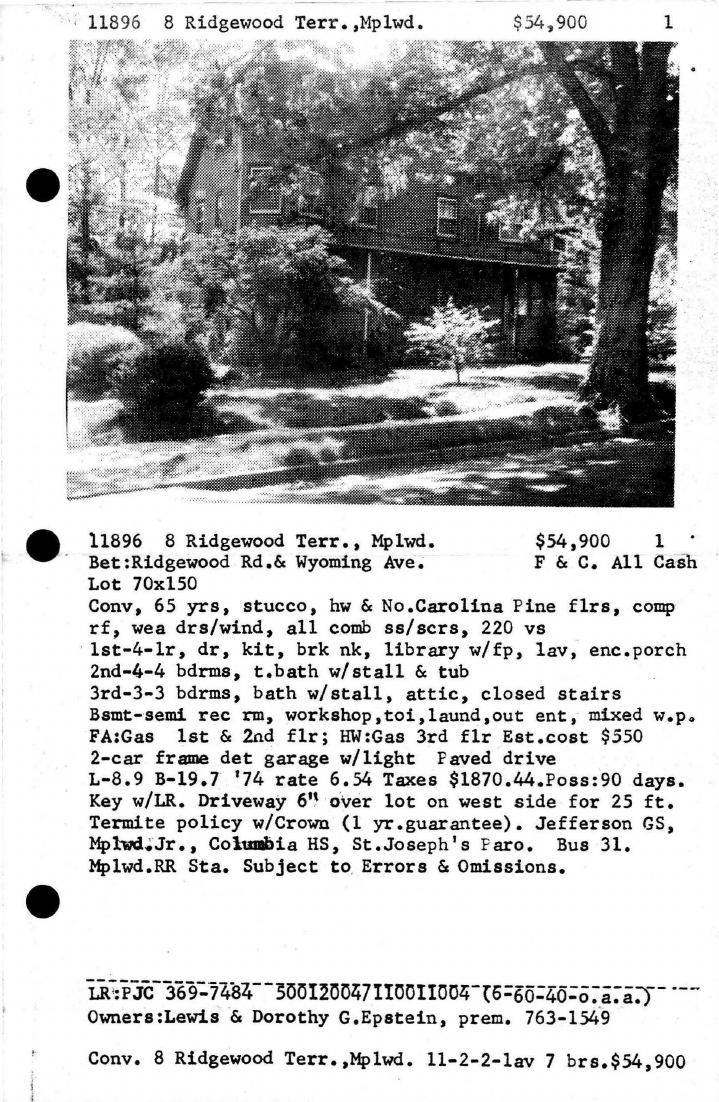 11896 8 Ridgewood Terr.,Mplwd. $54,900 1
11896 8 Ridgewood Terr., Mplwd. $54,900 1
Bet:Ridgewood Rd.& Wyoming Ave. F & C. All Cash
Lot 70x150
Conv, 65 yrs, stucco, hw & No.Carolina Pine flrs, comp
rf, wea drs/wind, all comb ss/scrs, 220 vs
1st-4-lr, dr, kit, brk nk, library w/fp, lav, enc.porch
2nd-4-4 bdrms, t.bath w/stall & tub
3rd-3-3 bdrms, bath w/stall, attic, closed stairs
Bsmt-semi rec rm, workshop,toi,laund,out ent, mixed w.p.
FA:Gas 1st & 2nd flr; HW:Gas 3rd flr Est.cost $550
2-car frame det garage w/light Paved drive
L-8.9 B-19.7 '74 rate 6.54 Taxes $1870.44.Poss:90 days.
Key w/LR. Driveway 6" over lot on west side for 25 ft.
Termite policy w/Crown (1 yr.guarantee). Jefferson GS,
Mplwd.Jr., Columbia HS, St.Joseph's Paro. Bus 31.
Mplwd.RR Sta. Subject to Errors & Omissions.
LR:PJC 369-7484 500120047110011004 (6-60-40-o.a.a.)
Owners:Lewis & Dorothy G.Epstein, prem. 763-1549
Conv. 8 Ridgewood Terr.,Mplwd. 11-2-2-lav 7 brs.$54,900